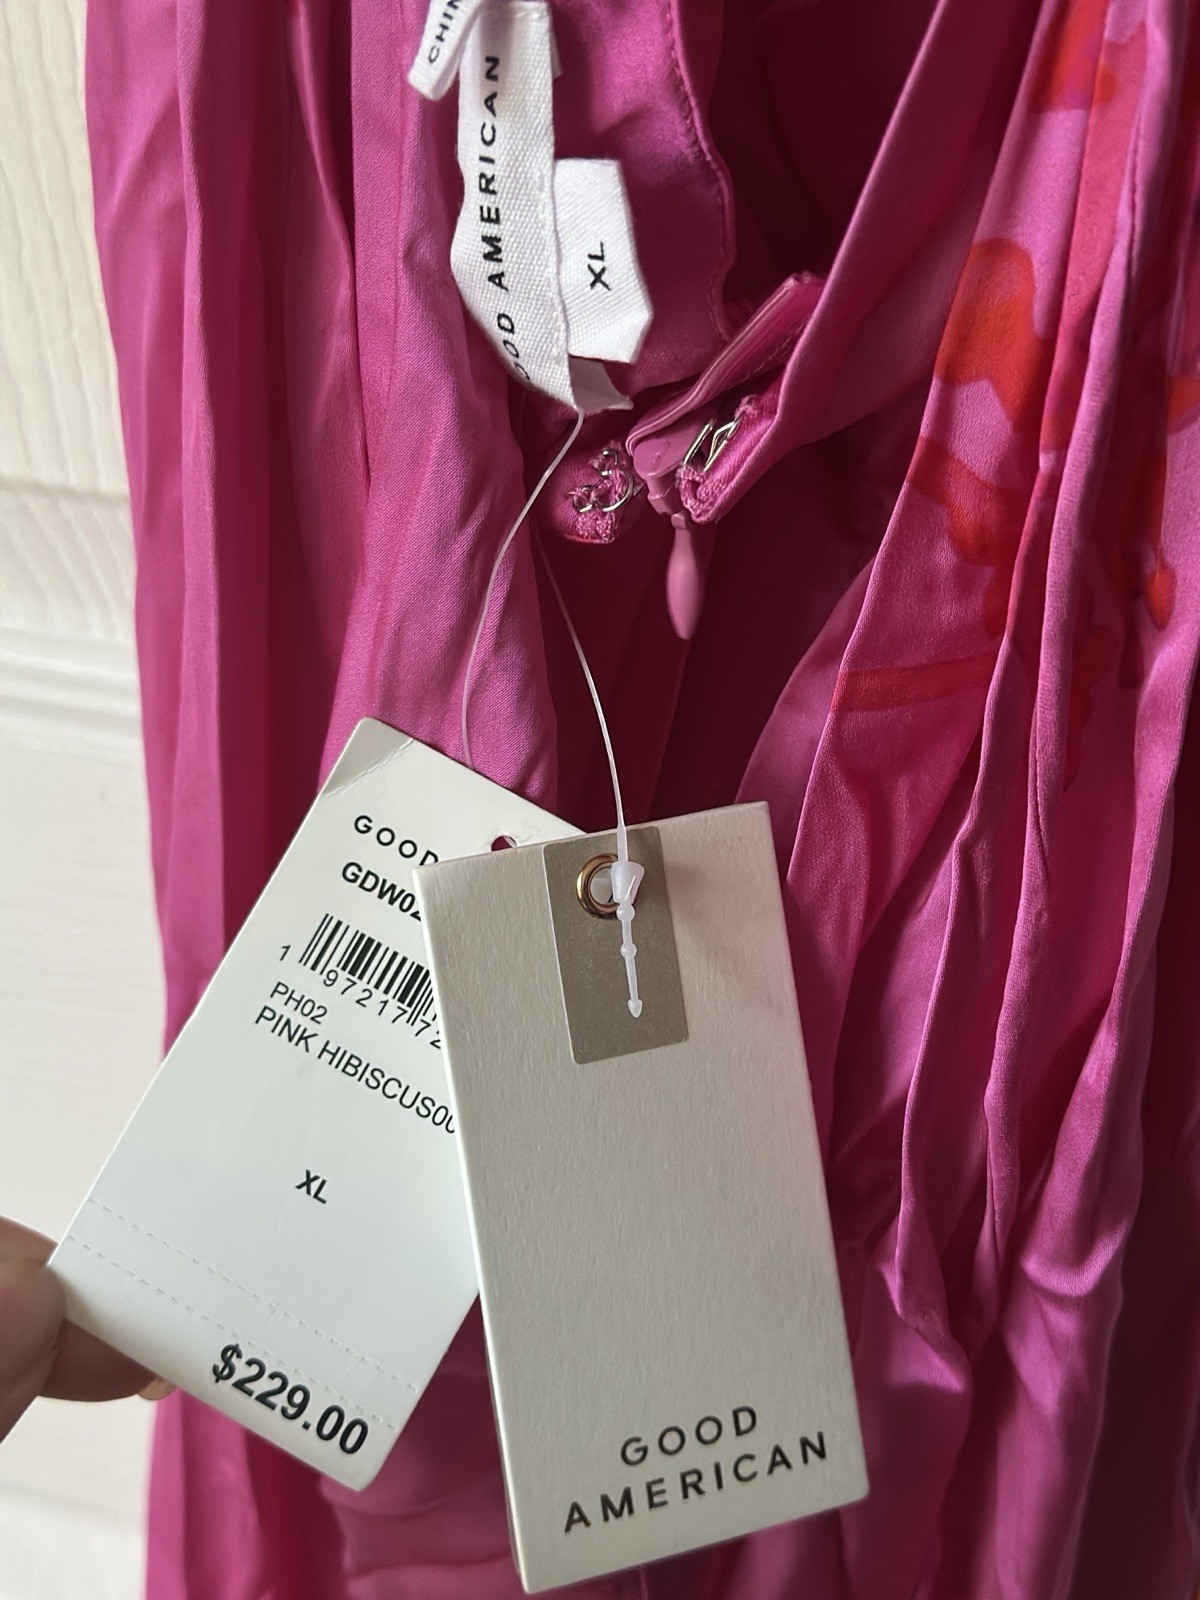 CHIN
GOOD AMERICAN
XL
GOOD
GDW02
1 97217 72
PH02
PINK HIBISCUS00
XL
$229.00
GOOD
AMERICAN